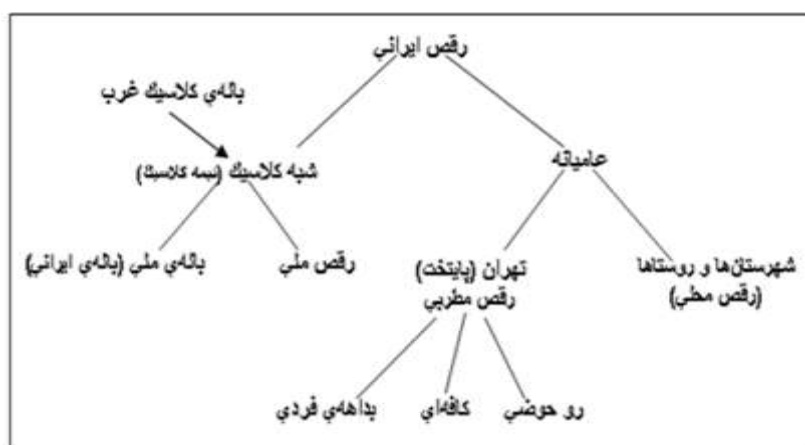 رقص ايراني
باله‌ي كلاسيك غرب
عاميانه
شبه كلاسيك (نيمه كلاسيك)
شهرستان‌ها و روستاها
(رقص محلي)
تهران (پايتخت)
رقص مطربي
رقص ملي
باله‌ي ملي (باله‌ي ايراني)
رو حوضي
كافه‌اي
بداهه‌ي فردي